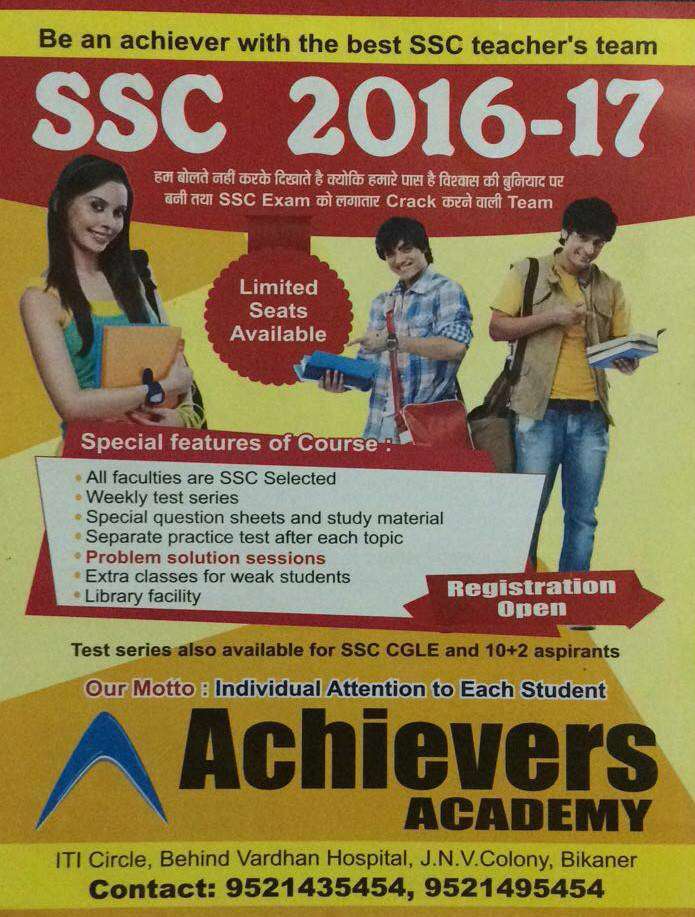 Be an achiever with the best SSC teacher's team
SSC 2016-17
हम बोलते नहीं करके दिखाते है क्योकि हमारे पास है विश्वास की बुनियाद पर
बनी तथा SSC Exam को लगातार Crack करने वाली Team
Limited
Seats
Available
Special features of Course :
• All faculties are SSC Selected
• Weekly test series
• Special question sheets and study material
• Separate practice test after each topic
• Problem solution sessions
• Extra classes for weak students
• Library facility
Registration
Open
Test series also available for SSC CGLE and 10+2 aspirants
Our Motto : Individual Attention to Each Student
Achievers
ACADEMY
ITI Circle, Behind Vardhan Hospital, J.N.V.Colony, Bikaner
Contact: 9521435454, 9521495454